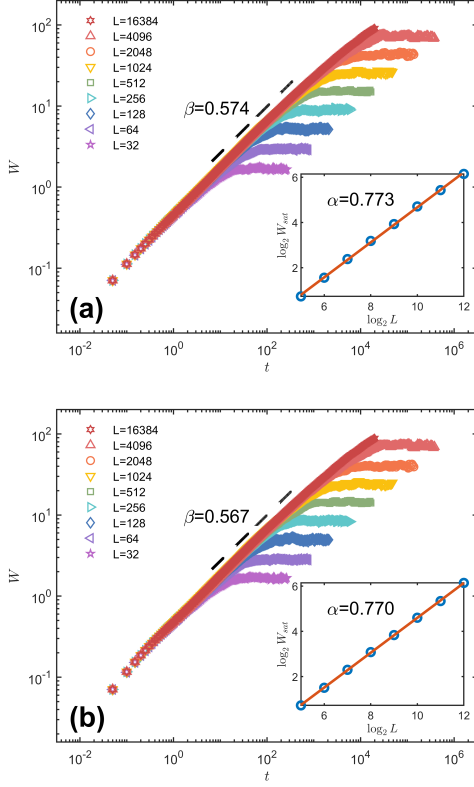 10^2
10^1
10^0
10^-1
W
L=16384
L=4096
L=2048
L=1024
L=512
L=256
L=128
L=64
L=32
β=0.574
α=0.773
log2 Wsat
6
4
2
6
8
10
12
log2 L
(a)
10^-2
10^0
10^2
10^4
10^6
t
10^2
10^1
10^0
10^-1
W
L=16384
L=4096
L=2048
L=1024
L=512
L=256
L=128
L=64
L=32
β=0.567
α=0.770
log2 Wsat
6
4
2
6
8
10
12
log2 L
(b)
10^-2
10^0
10^2
10^4
10^6
t